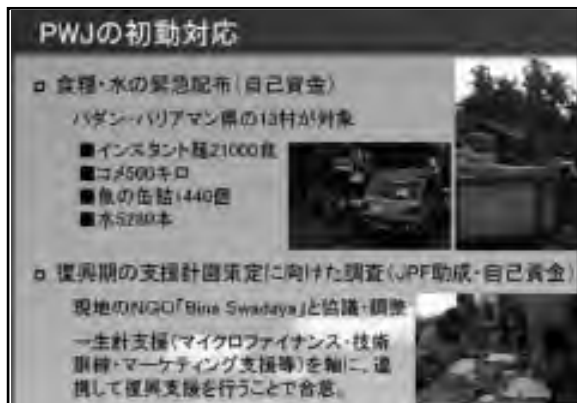 PWJの初動対応
食糧・水の緊急配布（自己資金）
パダン・パリアマン県の13村が対象
■インスタント麺21000食
■コメ500キロ
■魚の缶詰1440個
■水5280本
復興期の支援計画策定に向けた調査（JPF助成・自己資金）
現地のNGO「Bina Swadaya」と協議・調整
―生計支援（マイクロファイナンス・技術
訓練・マーケティング支援等）を軸に、連
携して復興支援を行うことで合意。